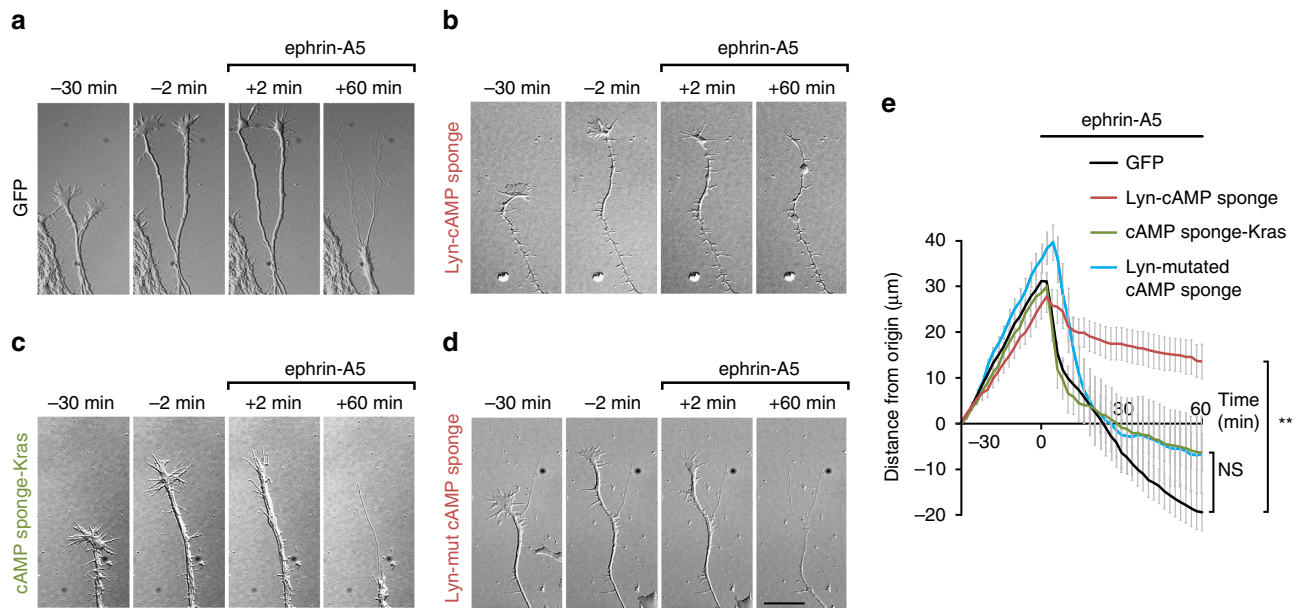 a
ephrin-A5
–30 min –2 min +2 min +60 min
GFP
b
ephrin-A5
–30 min –2 min +2 min +60 min
Lyn-cAMP sponge
c
ephrin-A5
–30 min –2 min +2 min +60 min
cAMP sponge-Kras
d
ephrin-A5
–30 min –2 min +2 min +60 min
Lyn-mut cAMP sponge
e
ephrin-A5
GFP
Lyn-cAMP sponge
cAMP sponge-Kras
Lyn-mutated
cAMP sponge
Distance from origin (μm)
40
30
20
10
0
–10
–20
–30 0 30 60
Time
(min)
NS
**